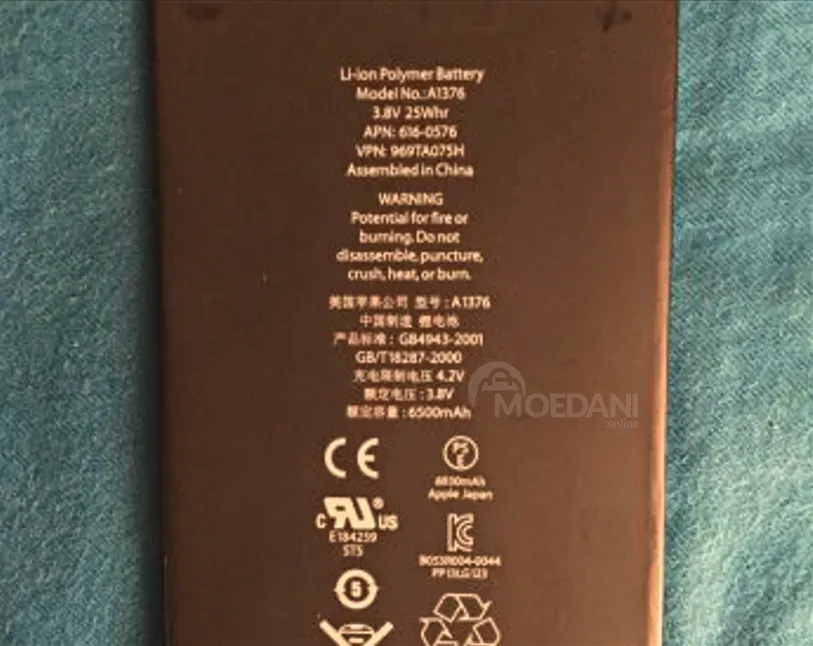 Li-ion Polymer Battery
Model No.: A1376
3.8V 25Whr
APN: 616-0576
VPN: 969TA075H
Assembled in China
WARNING
Potential for fire or
burning. Do not
disassemble, puncture,
crush, heat, or burn.
美国苹果公司 型号: A1376
中国制造 锂电池
产品标准: GB4943-2001
GB/T18287-2000
充电限制电压 4.2V
额定电压: 3.8V
额定容量: 6500mAh
CE
PS
E
Apple Japan
c RU ® US
E184259
ST5
5
MOEDANI
.online